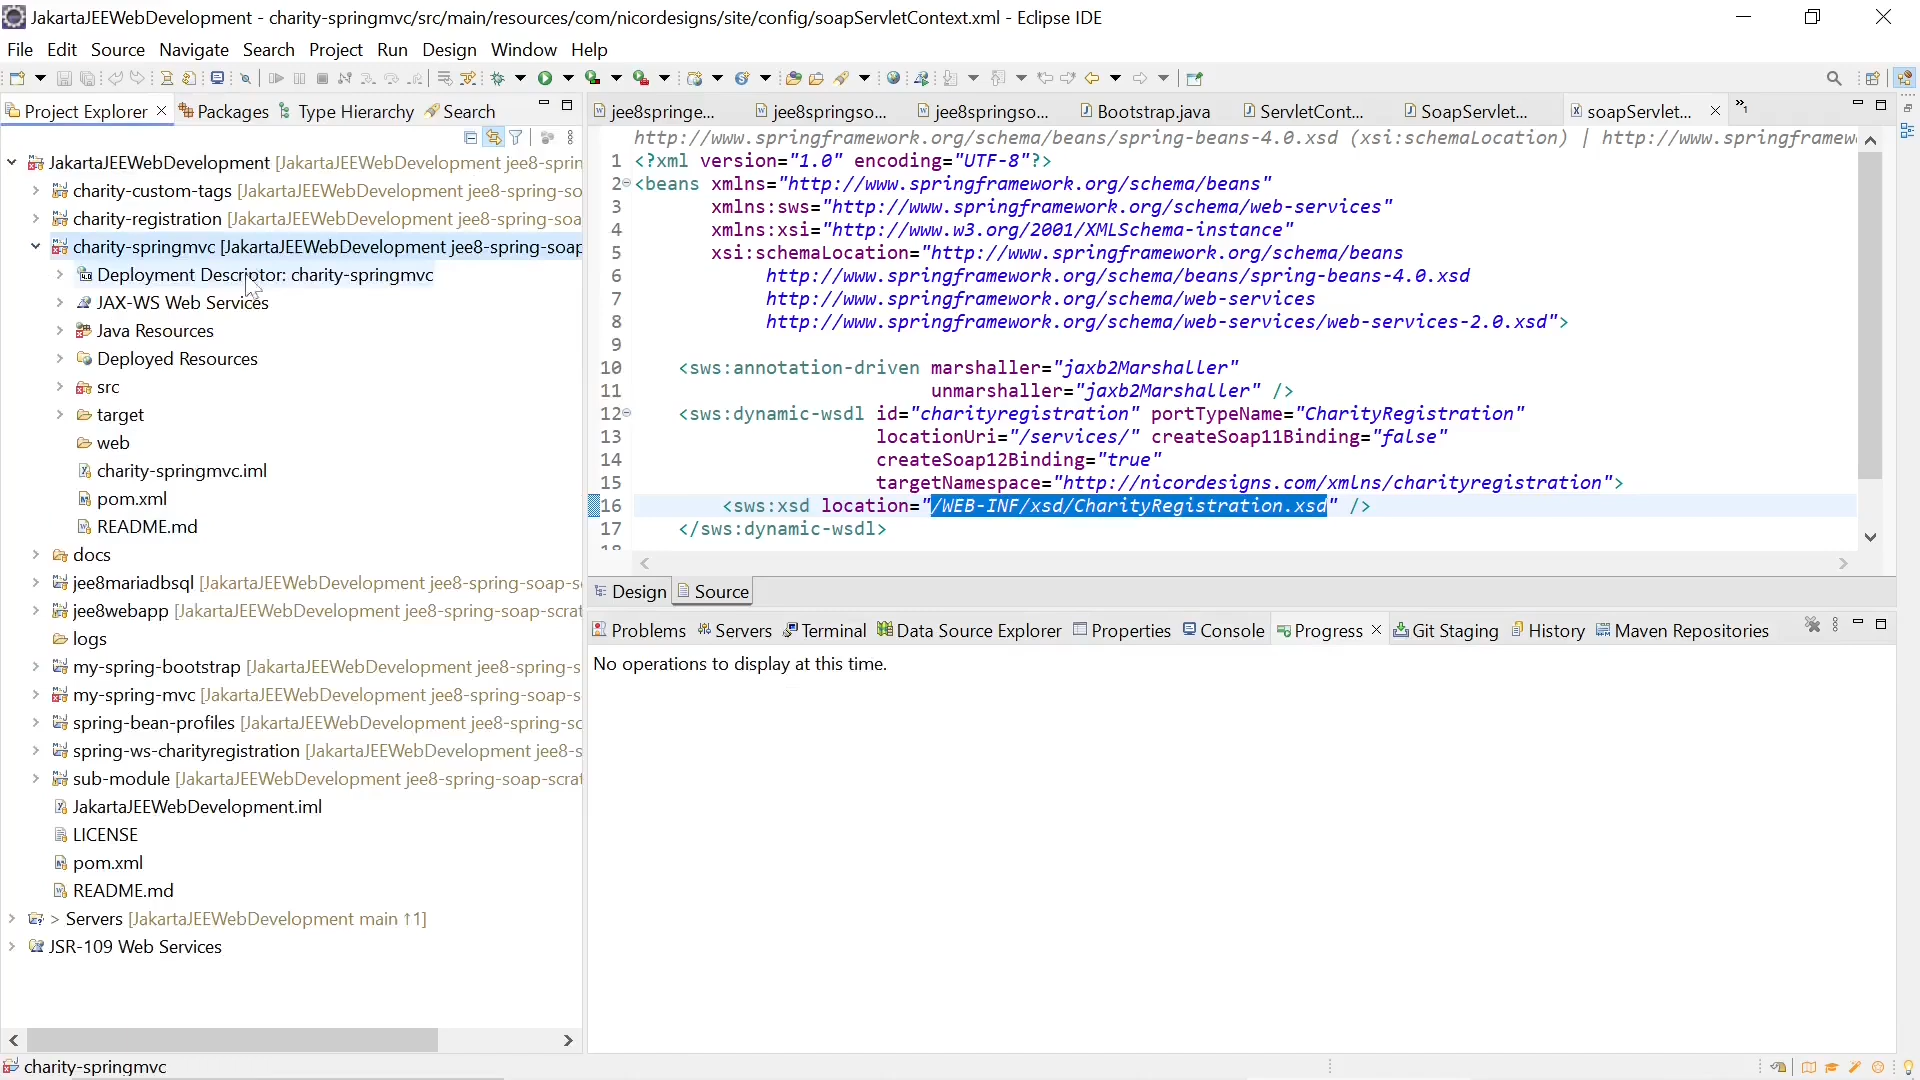 JakartaJEEWebDevelopment - charity-springmvc/src/main/resources/com/nicordesigns/site/config/soapServletContext.xml - Eclipse IDE
File Edit Source Navigate Search Project Run Design Window Help
Project Explorer Packages Type Hierarchy Search
JakartaJEEWebDevelopment [JakartaJEEWebDevelopment jee8-sprin
charity-custom-tags [JakartaJEEWebDevelopment jee8-spring-so
charity-registration [JakartaJEEWebDevelopment jee8-spring-soa
charity-springmvc [JakartaJEEWebDevelopment jee8-spring-soap
Deployment Descriptor: charity-springmvc
JAX-WS Web Services
Java Resources
Deployed Resources
src
target
web
charity-springmvc.iml
pom.xml
README.md
docs
jee8mariadbsql [JakartaJEEWebDevelopment jee8-spring-soap-s
jee8webapp [JakartaJEEWebDevelopment jee8-spring-soap-scrat
logs
my-spring-bootstrap [JakartaJEEWebDevelopment jee8-spring-s
my-spring-mvc [JakartaJEEWebDevelopment jee8-spring-soap-s
spring-bean-profiles [JakartaJEEWebDevelopment jee8-spring-sc
spring-ws-charityregistration [JakartaJEEWebDevelopment jee8-s
sub-module [JakartaJEEWebDevelopment jee8-spring-soap-scrat
JakartaJEEWebDevelopment.iml
LICENSE
pom.xml
README.md
> Servers [JakartaJEEWebDevelopment main ↑1]
JSR-109 Web Services
jee8springe... jee8springso... jee8springso... Bootstrap.java ServletCont... SoapServlet... soapServlet... »1
http://www.springframework.org/schema/beans/spring-beans-4.0.xsd (xsi:schemaLocation) | http://www.springframew
1 <?xml version="1.0" encoding="UTF-8"?>
2 <beans xmlns="http://www.springframework.org/schema/beans"
3 xmlns:sws="http://www.springframework.org/schema/web-services"
4 xmlns:xsi="http://www.w3.org/2001/XMLSchema-instance"
5 xsi:schemaLocation="http://www.springframework.org/schema/beans
6 http://www.springframework.org/schema/beans/spring-beans-4.0.xsd
7 http://www.springframework.org/schema/web-services
8 http://www.springframework.org/schema/web-services/web-services-2.0.xsd">
9
10 <sws:annotation-driven marshaller="jaxb2Marshaller"
11 unmarshaller="jaxb2Marshaller" />
12 <sws:dynamic-wsdl id="charityregistration" portTypeName="CharityRegistration"
13 locationUri="/services/" createSoap11Binding="false"
14 createSoap12Binding="true"
15 targetNamespace="http://nicordesigns.com/xmlns/charityregistration">
16 <sws:xsd location="/WEB-INF/xsd/CharityRegistration.xsd" />
17 </sws:dynamic-wsdl>
18
Design Source
Problems Servers Terminal Data Source Explorer Properties Console Progress Git Staging History Maven Repositories
No operations to display at this time.
charity-springmvc